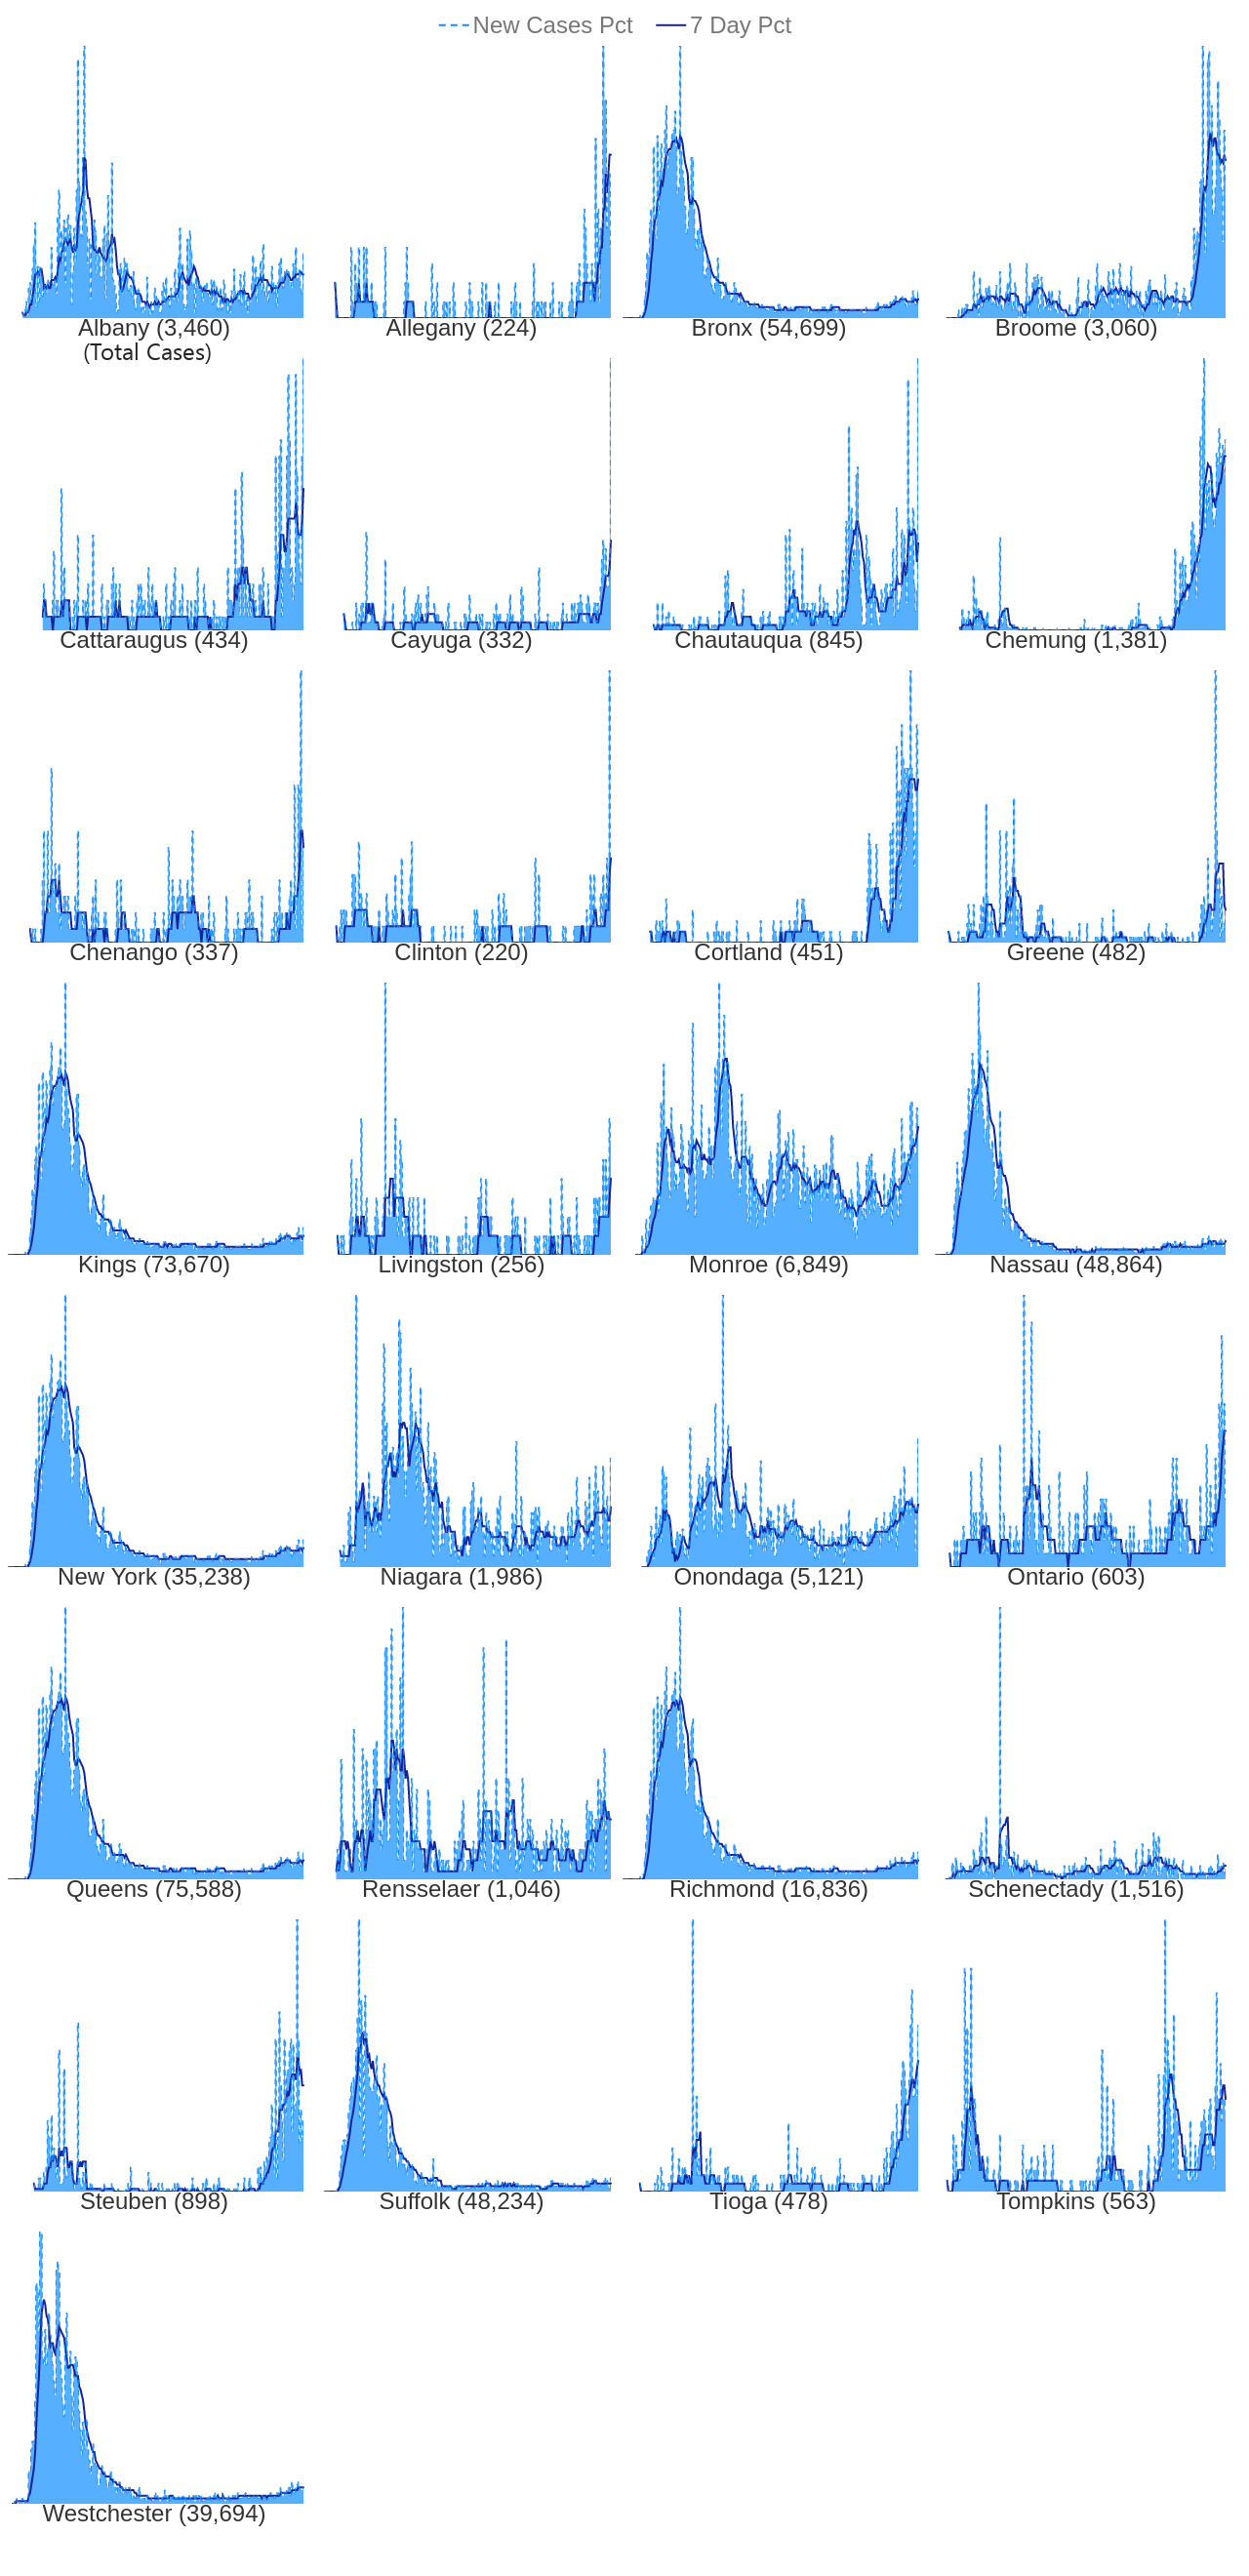 New Cases Pct 7 Day Pct
Albany (3,460) Allegany (224) Bronx (54,699) Broome (3,060)
(Total Cases)
Cattaraugus (434) Cayuga (332) Chautauqua (845) Chemung (1,381)
Chenango (337) Clinton (220) Cortland (451) Greene (482)
Kings (73,670) Livingston (256) Monroe (6,849) Nassau (48,864)
New York (35,238) Niagara (1,986) Onondaga (5,121) Ontario (603)
Queens (75,588) Rensselaer (1,046) Richmond (16,836) Schenectady (1,516)
Steuben (898) Suffolk (48,234) Tioga (478) Tompkins (563)
Westchester (39,694)